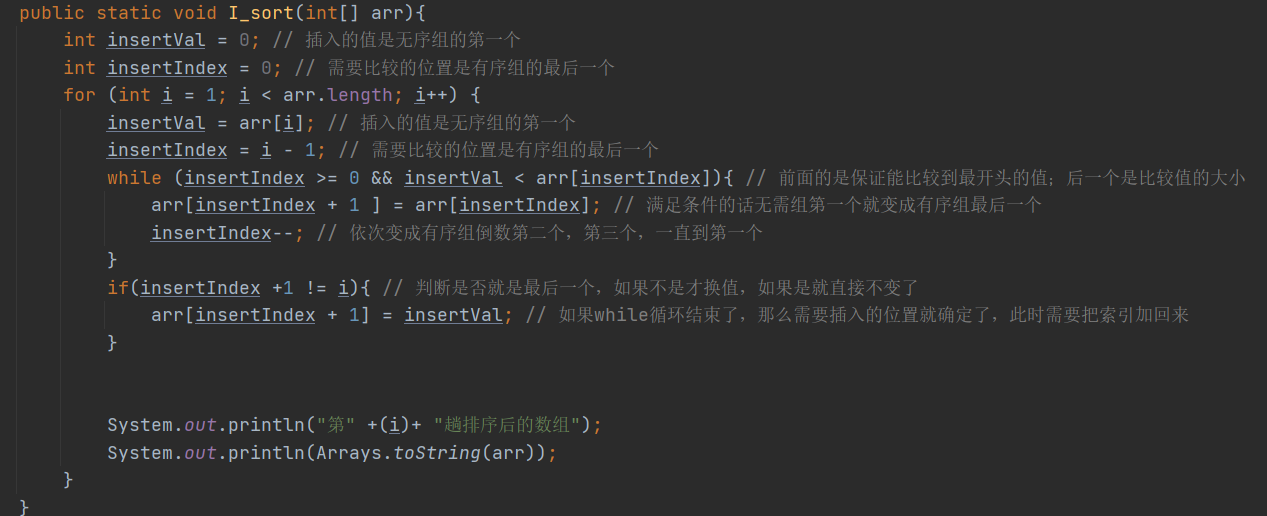 public static void I_sort(int[] arr){
int insertVal = 0; // 插入的值是无序组的第一个
int insertIndex = 0; // 需要比较的位置是有序组的最后一个
for (int i = 1; i < arr.length; i++) {
insertVal = arr[i]; // 插入的值是无序组的第一个
insertIndex = i - 1; // 需要比较的位置是有序组的最后一个
while (insertIndex >= 0 && insertVal < arr[insertIndex]){ // 前面的是保证能比较到最开头的值；后一个是比较值的大小
arr[insertIndex + 1 ] = arr[insertIndex]; // 满足条件的话无需组第一个就变成有序组最后一个
insertIndex--; // 依次变成有序组倒数第二个，第三个，一直到第一个
}
if(insertIndex +1 != i){ // 判断是否就是最后一个，如果不是才换值，如果是就直接不变了
arr[insertIndex + 1] = insertVal; // 如果while循环结束了，那么需要插入的位置就确定了，此时需要把索引加回来
}
System.out.println("第" +(i)+ "趟排序后的数组");
System.out.println(Arrays.toString(arr));
}
}